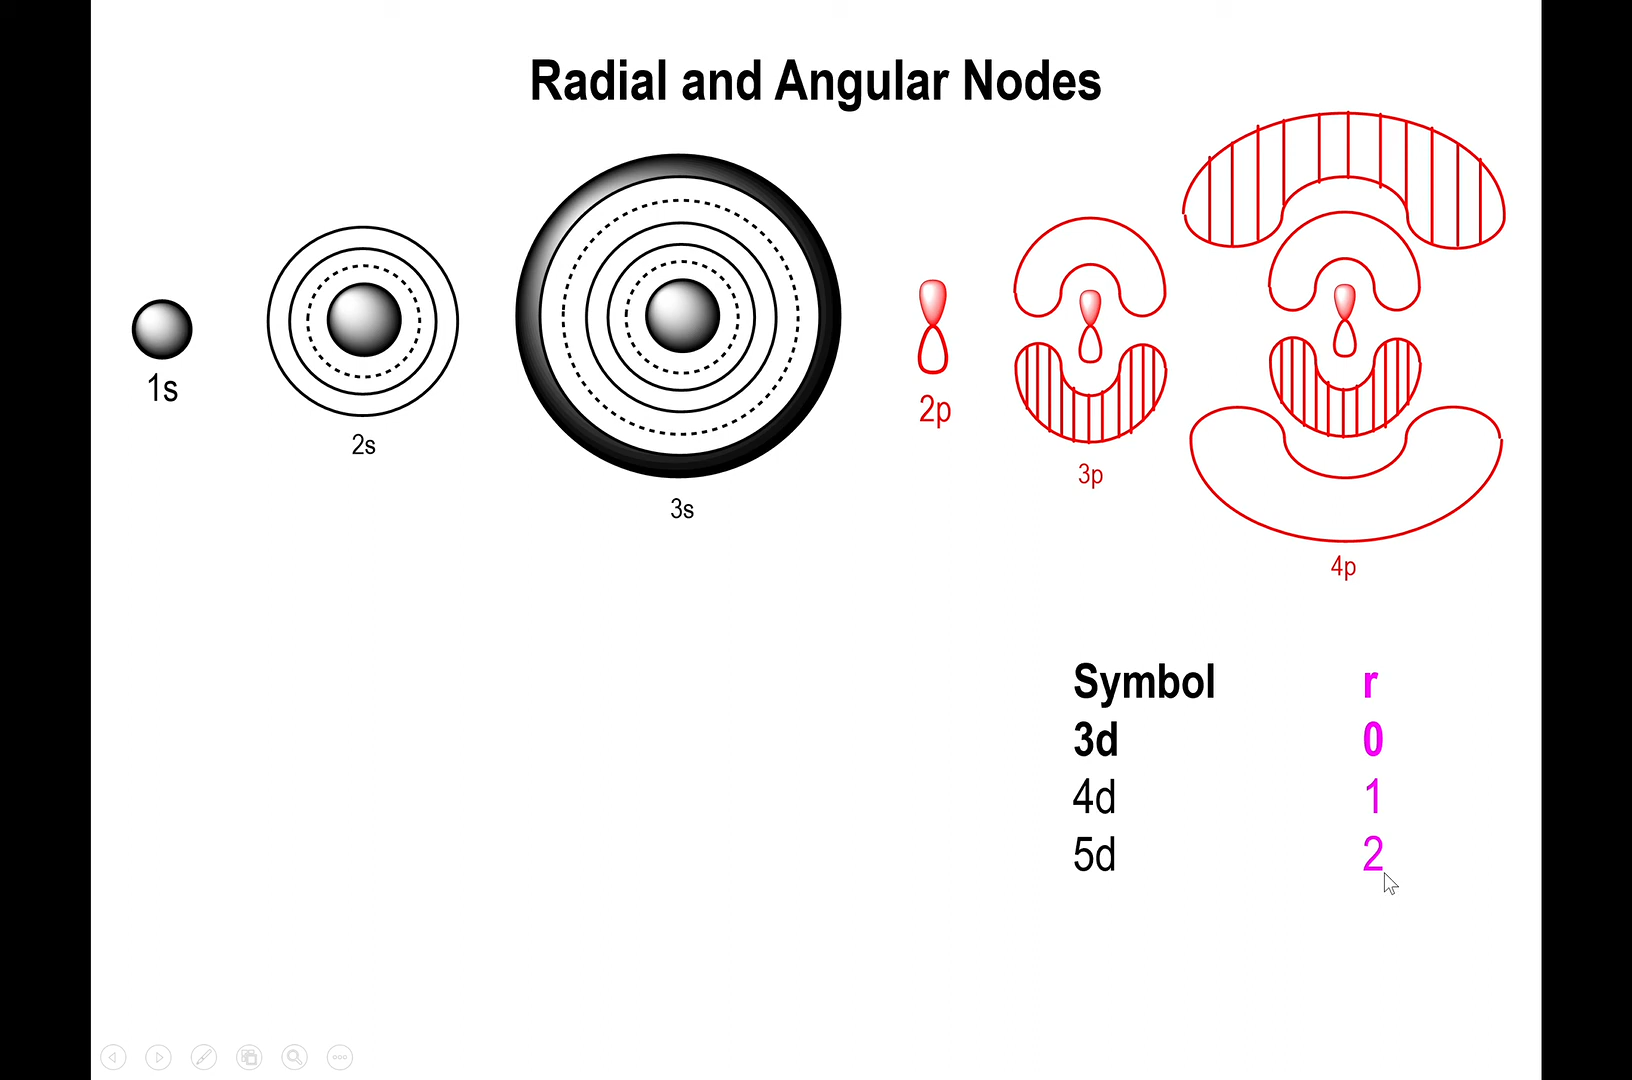 Radial and Angular Nodes
1s
2s
3s
2p
3p
4p
Symbol r
3d 0
4d 1
5d 2